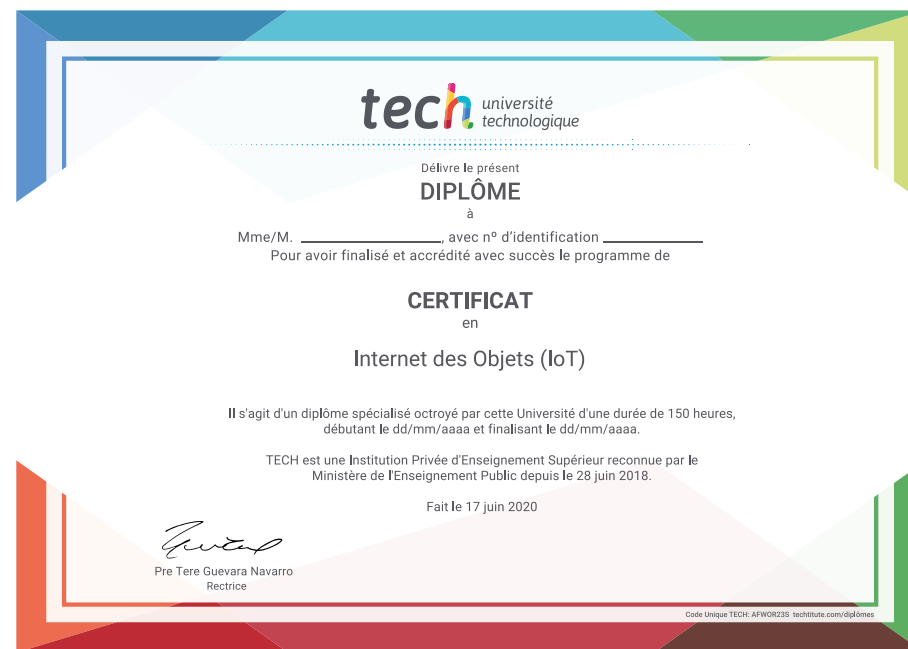 tech université
technologique
Délivre le présent
DIPLÔME
à
Mme/M. ____________________, avec nº d'identification ______________
Pour avoir finalisé et accrédité avec succès le programme de
CERTIFICAT
en
Internet des Objets (IoT)
Il s'agit d'un diplôme spécialisé octroyé par cette Université d'une durée de 150 heures,
débutant le dd/mm/aaaa et finalisant le dd/mm/aaaa.
TECH est une Institution Privée d'Enseignement Supérieur reconnue par le
Ministère de l'Enseignement Public depuis le 28 juin 2018.
Fait le 17 juin 2020
Pre Tere Guevara Navarro
Rectrice
Code Unique TECH: AFWOR23S techtitute.com/diplômes